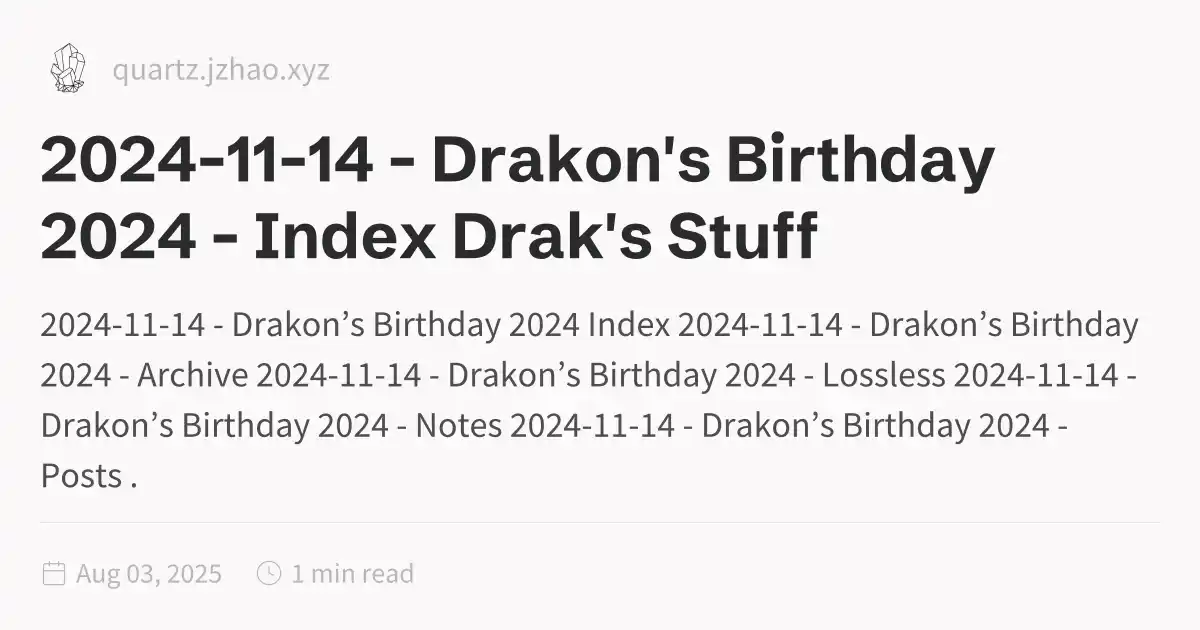 quartz.jzhao.xyz
2024-11-14 - Drakon's Birthday
2024 - Index Drak's Stuff
2024-11-14 - Drakon’s Birthday 2024 Index 2024-11-14 - Drakon’s Birthday
2024 - Archive 2024-11-14 - Drakon’s Birthday 2024 - Lossless 2024-11-14 -
Drakon’s Birthday 2024 - Notes 2024-11-14 - Drakon’s Birthday 2024 -
Posts .
Aug 03, 2025 1 min read